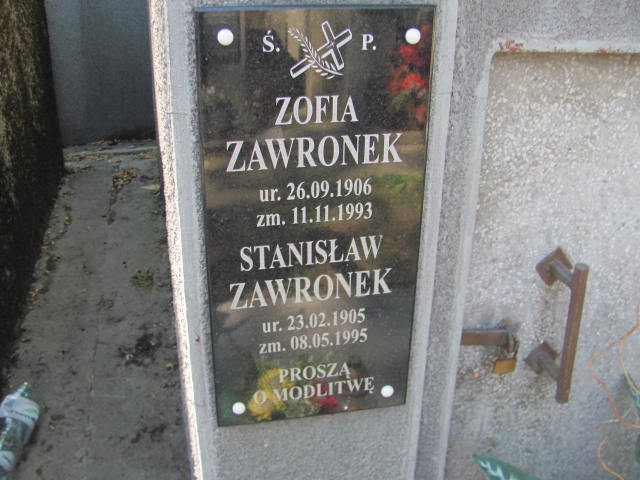 Ś. P.
ZOFIA
ZAWRONEK
ur. 26.09.1906
zm. 11.11.1993
STANISŁAW
ZAWRONEK
ur. 23.02.1905
zm. 08.05.1995
PROSZĄ
O MODLITWĘ